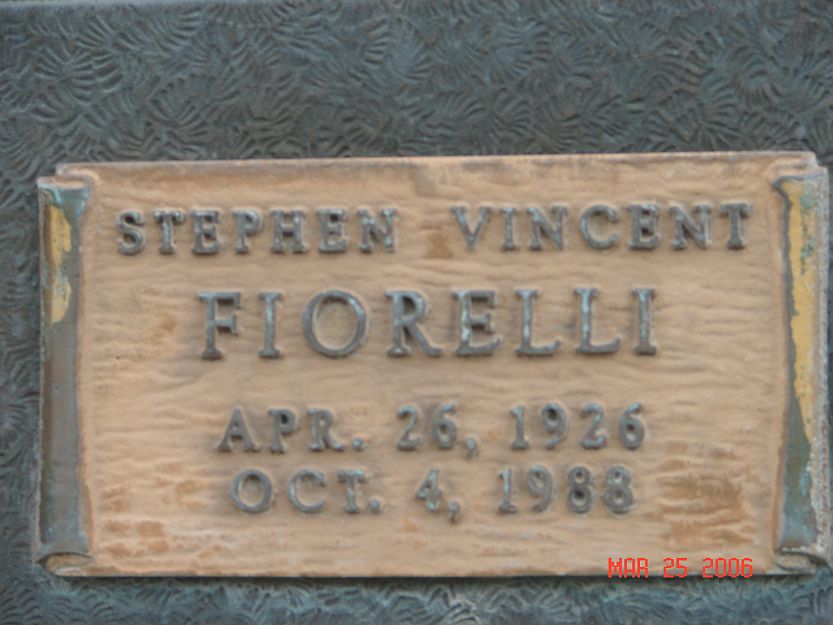 STEPHEN VINCENT
FIORELLI
APR. 26, 1926
OCT. 4, 1988
MAR 25 2006